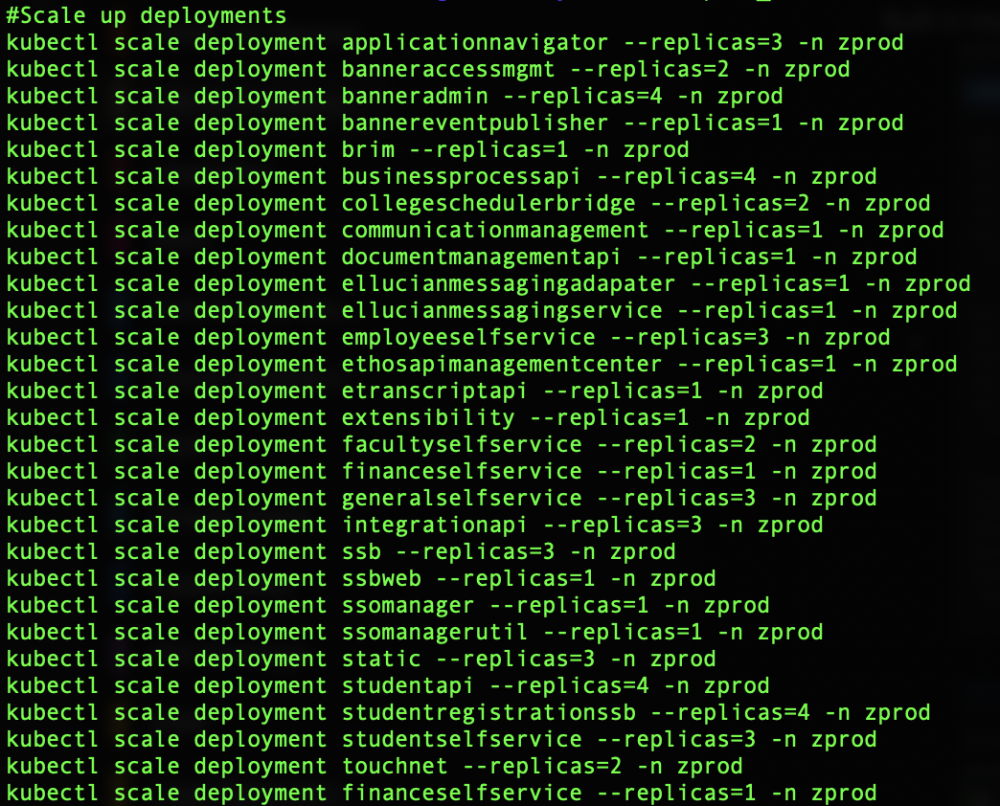 #Scale up deployments
kubectl scale deployment applicationnavigator --replicas=3 -n zprod
kubectl scale deployment banneraccessmgmt --replicas=2 -n zprod
kubectl scale deployment banneradmin --replicas=4 -n zprod
kubectl scale deployment bannereventpublisher --replicas=1 -n zprod
kubectl scale deployment brim --replicas=1 -n zprod
kubectl scale deployment businessprocessapi --replicas=4 -n zprod
kubectl scale deployment collegeschedulerbridge --replicas=2 -n zprod
kubectl scale deployment communicationmanagement --replicas=1 -n zprod
kubectl scale deployment documentmanagementapi --replicas=1 -n zprod
kubectl scale deployment ellucianmessagingadapater --replicas=1 -n zprod
kubectl scale deployment ellucianmessagingservice --replicas=1 -n zprod
kubectl scale deployment employeeselfservice --replicas=3 -n zprod
kubectl scale deployment ethosapimanagementcenter --replicas=1 -n zprod
kubectl scale deployment etranscriptapi --replicas=1 -n zprod
kubectl scale deployment extensibility --replicas=1 -n zprod
kubectl scale deployment facultyselfservice --replicas=2 -n zprod
kubectl scale deployment financeselfservice --replicas=1 -n zprod
kubectl scale deployment generalselfservice --replicas=3 -n zprod
kubectl scale deployment integrationapi --replicas=3 -n zprod
kubectl scale deployment ssb --replicas=3 -n zprod
kubectl scale deployment ssbweb --replicas=1 -n zprod
kubectl scale deployment ssomanager --replicas=1 -n zprod
kubectl scale deployment ssomanagerutil --replicas=1 -n zprod
kubectl scale deployment static --replicas=3 -n zprod
kubectl scale deployment studentapi --replicas=4 -n zprod
kubectl scale deployment studentregistrationssb --replicas=4 -n zprod
kubectl scale deployment studentselfservice --replicas=3 -n zprod
kubectl scale deployment touchnet --replicas=2 -n zprod
kubectl scale deployment financeselfservice --replicas=1 -n zprod